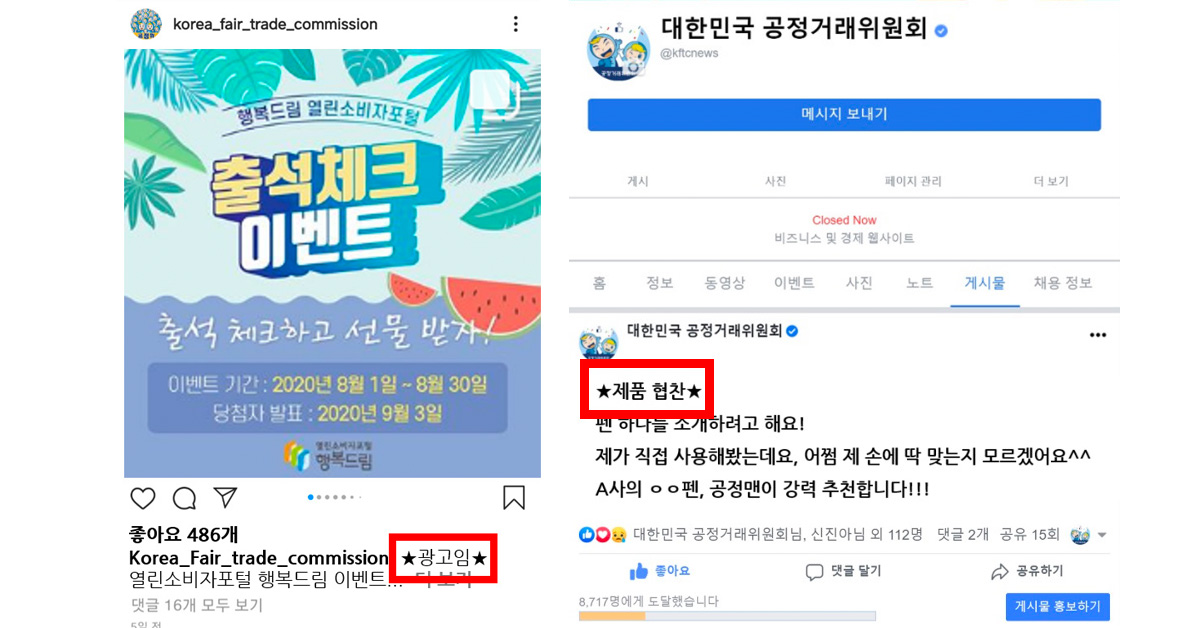 korea_fair_trade_commission
행복드림 열린소비자포털
출석체크
이벤트
출석 체크하고 선물 받자!
이벤트 기간 : 2020년 8월 1일 ~ 8월 30일
당첨자 발표 : 2020년 9월 3일
열린소비자포털
행복드림
좋아요 486개
Korea_Fair_trade_commission ★광고임★
열린소비자포털 행복드림 이벤트... 더 보기
댓글 16개 모두 보기
5일 전
대한민국 공정거래위원회
@kftcnews
메시지 보내기
게시 사진 페이지 관리 더 보기
Closed Now
비즈니스 및 경제 웹사이트
홈 정보 동영상 이벤트 사진 노트 게시물 채용 정보
대한민국 공정거래위원회
★제품 협찬★
펜 하나를 소개하려고 해요!
제가 직접 사용해봤는데요, 어쩜 제 손에 딱 맞는지 모르겠어요^^
A사의 ㅇㅇ펜, 공정맨이 강력 추천합니다!!!
대한민국 공정거래위원회님, 신진아님 외 112명 댓글 2개 공유 15회
좋아요 댓글 달기 공유하기
8,717명에게 도달했습니다
게시물 홍보하기